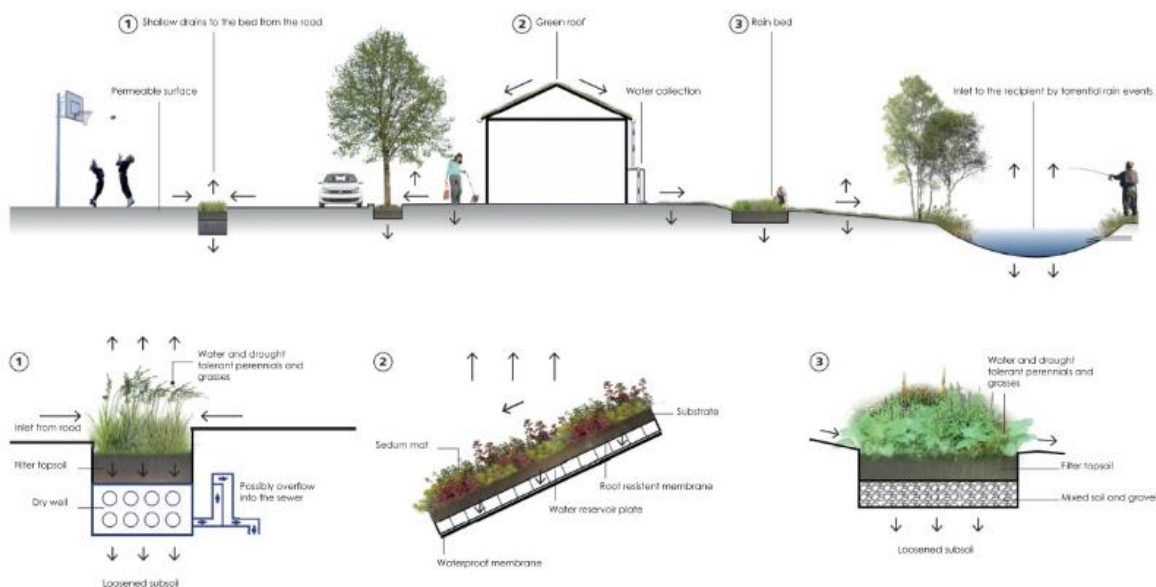 1 Shallow drains to the bed from the road
2 Green roof
3 Rain bed
Permeable surface
Water collection
Inlet to the recipient by torrential rain events
1
Water and drought
tolerant perennials and
grasses
Inlet from road
Filter topsoil
Dry well
Possibly overflow
into the sewer
Loosened subsoil
2
Substrate
Sedum mat
Root resistent membrane
Water reservoir plate
Waterproof membrane
3
Water and drought
tolerant perennials and
grasses
Filter topsoil
Mixed soil and gravel
Loosened subsoil